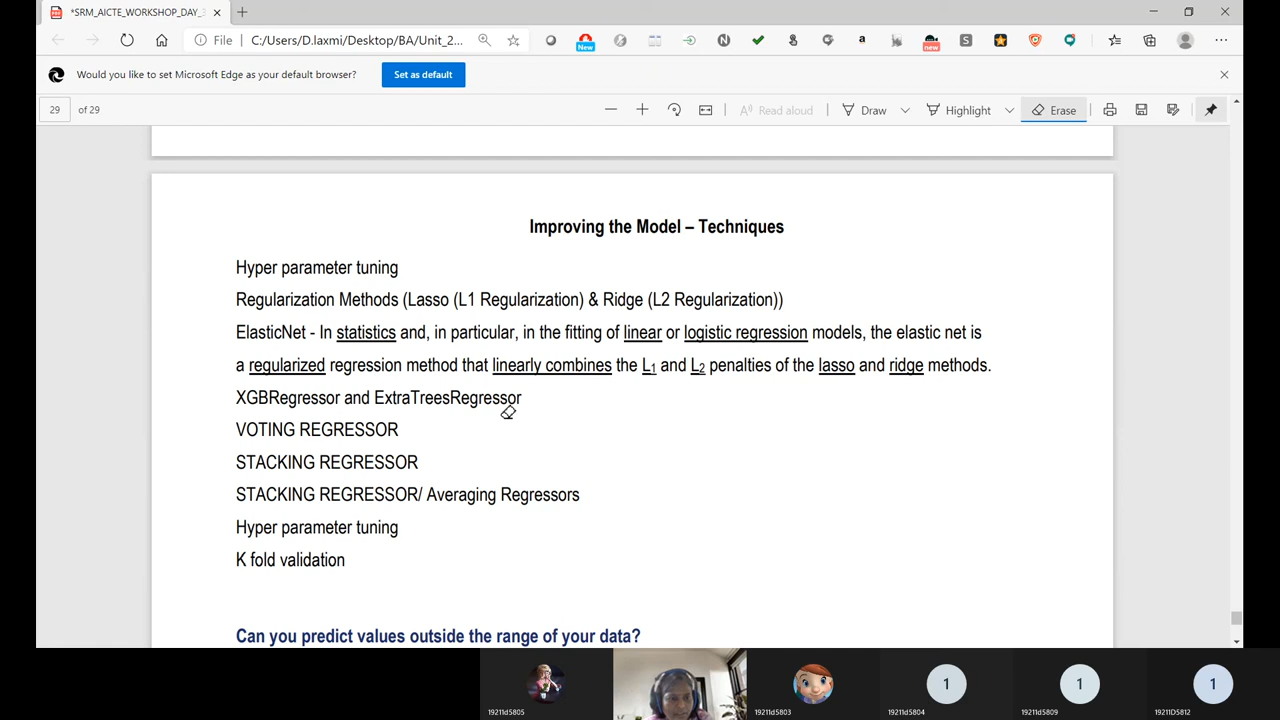 *SRM_AICTE_WORKSHOP_DAY_
File
C:/Users/D.laxmi/Desktop/BA/Unit_2...
New
new
Would you like to set Microsoft Edge as your default browser?
Set as default
29
of 29
Read aloud
Draw
Highlight
Erase
Improving the Model – Techniques
Hyper parameter tuning
Regularization Methods (Lasso (L1 Regularization) & Ridge (L2 Regularization))
ElasticNet - In statistics and, in particular, in the fitting of linear or logistic regression models, the elastic net is
a regularized regression method that linearly combines the L1 and L2 penalties of the lasso and ridge methods.
XGBRegressor and ExtraTreesRegressor
VOTING REGRESSOR
STACKING REGRESSOR
STACKING REGRESSOR/ Averaging Regressors
Hyper parameter tuning
K fold validation
Can you predict values outside the range of your data?
1
1
1
19211d5805
19211d5803
19211d5804
19211d5809
19211D5812